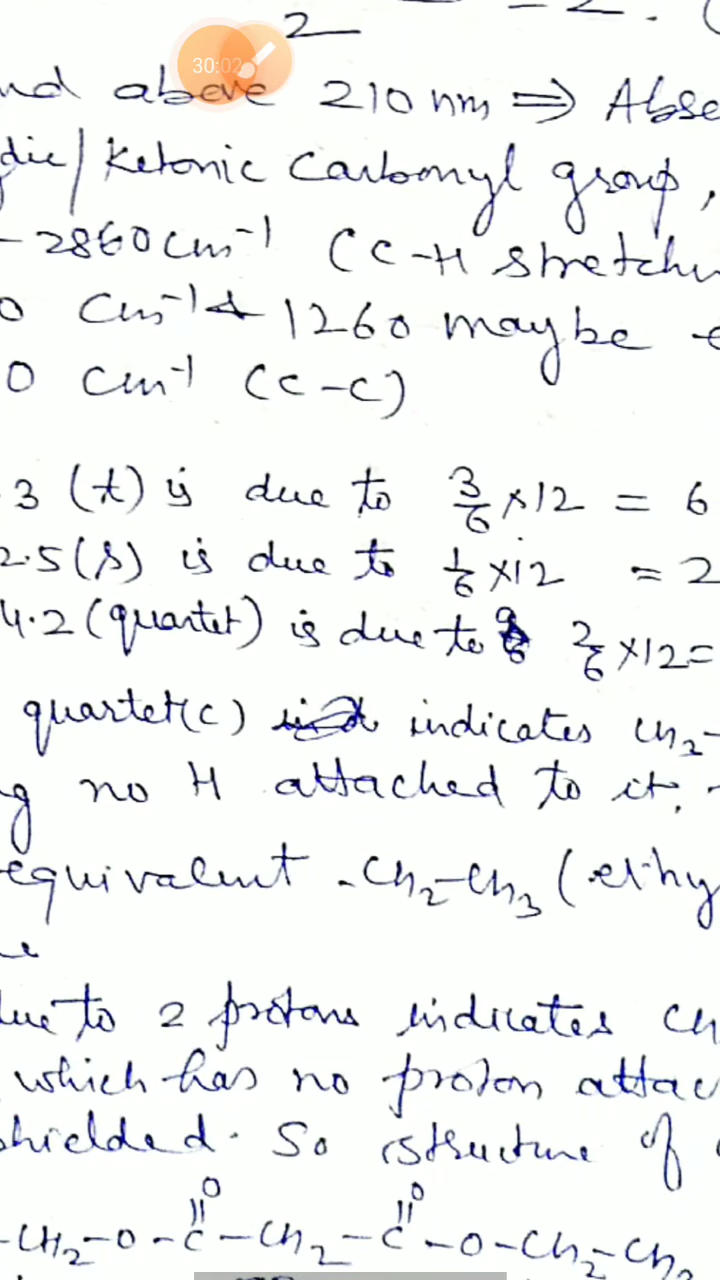 2 = 2. (
30:02
nd above 210 nm ⇒ Abse
dic/Ketonic Carbonyl group,
- 2860 cm⁻¹ (C-H stretchi
0 cm⁻¹ & 1260 maybe e
0 cm⁻¹ (C-C)
.3 (t) is due to 3/6 ×12 = 6
2.5 (s) is due to 1/6 ×12 = 2
4.2 (quartet) is due to 2/6 ×12=
quartet(c) indicates CH₂-
g no H attached to it.
equivalent -CH₂-CH₃ (ethy
e
due to 2 protons indicates CH
which has no proton attac
shielded. So structure of
-CH₂-O-C(=O)-CH₂-C(=O)-O-CH₂-CH₃